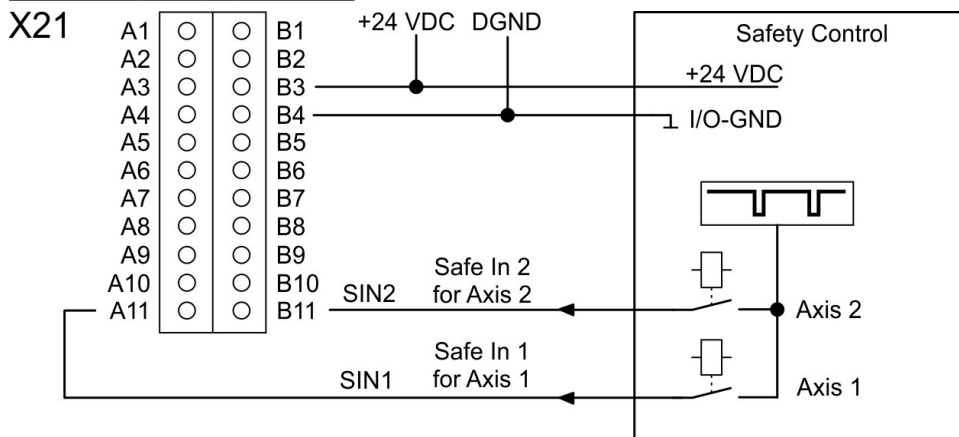 X21
+24 VDC DGND
Safety Control
A1 B1
A2 B2
+24 VDC
A3 B3
A4 B4
I/O-GND
A5 B5
A6 B6
A7 B7
A8 B8
A9 B9
A10 B10
A11 B11
SIN2
Safe In 2
for Axis 2
Axis 2
SIN1
Safe In 1
for Axis 1
Axis 1